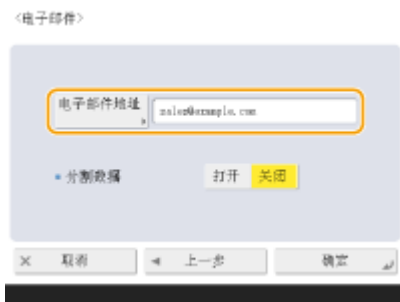 <电子邮件>
电子邮件地址
sales@example.com
分割数据
打开
关闭
取消
上一步
确定